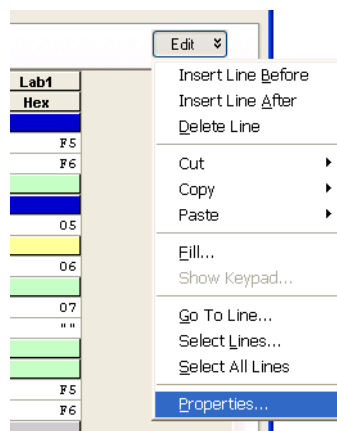 Edit
Lab1
Hex
F5
F6
05
06
07
""
F5
F6
Insert Line Before
Insert Line After
Delete Line
Cut
Copy
Paste
Fill...
Show Keypad...
Go To Line...
Select Lines...
Select All Lines
Properties...